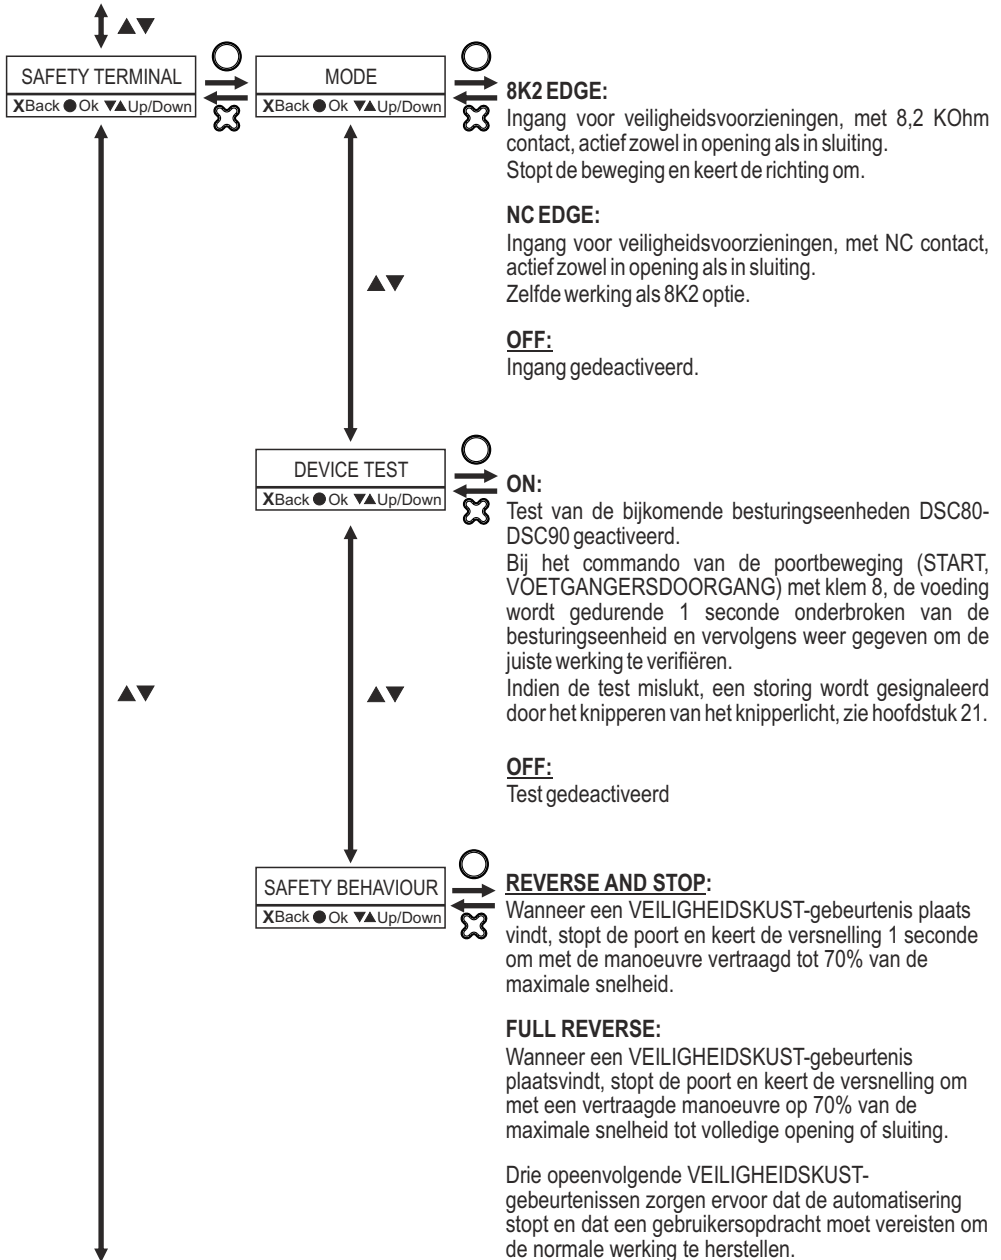 ▲▼
SAFETY TERMINAL
XBack ●Ok ▼▲Up/Down
MODE
XBack ●Ok ▼▲Up/Down
8K2 EDGE:
Ingang voor veiligheidsvoorzieningen, met 8,2 KOhm
contact, actief zowel in opening als in sluiting.
Stopt de beweging en keert de richting om.
NC EDGE:
Ingang voor veiligheidsvoorzieningen, met NC contact,
actief zowel in opening als in sluiting.
Zelfde werking als 8K2 optie.
▲▼
OFF:
Ingang gedeactiveerd.
DEVICE TEST
XBack ●Ok ▼▲Up/Down
ON:
Test van de bijkomende besturingseenheden DSC80-
DSC90 geactiveerd.
Bij het commando van de poortbeweging (START,
VOETGANGERSDOORGANG) met klem 8, de voeding
wordt gedurende 1 seconde onderbroken van de
besturingseenheid en vervolgens weer gegeven om de
juiste werking te verifiëren.
Indien de test mislukt, een storing wordt gesignaleerd
door het knipperen van het knipperlicht, zie hoofdstuk 21.
▲▼
▲▼
OFF:
Test gedeactiveerd
SAFETY BEHAVIOUR
XBack ●Ok ▼▲Up/Down
REVERSE AND STOP:
Wanneer een VEILIGHEIDSKUST-gebeurtenis plaats
vindt, stopt de poort en keert de versnelling 1 seconde
om met de manoeuvre vertraagd tot 70% van de
maximale snelheid.
FULL REVERSE:
Wanneer een VEILIGHEIDSKUST-gebeurtenis
plaatsvindt, stopt de poort en keert de versnelling om
met een vertraagde manoeuvre op 70% van de
maximale snelheid tot volledige opening of sluiting.
Drie opeenvolgende VEILIGHEIDSKUST-
gebeurtenissen zorgen ervoor dat de automatisering
stopt en dat een gebruikersopdracht moet vereisten om
de normale werking te herstellen.